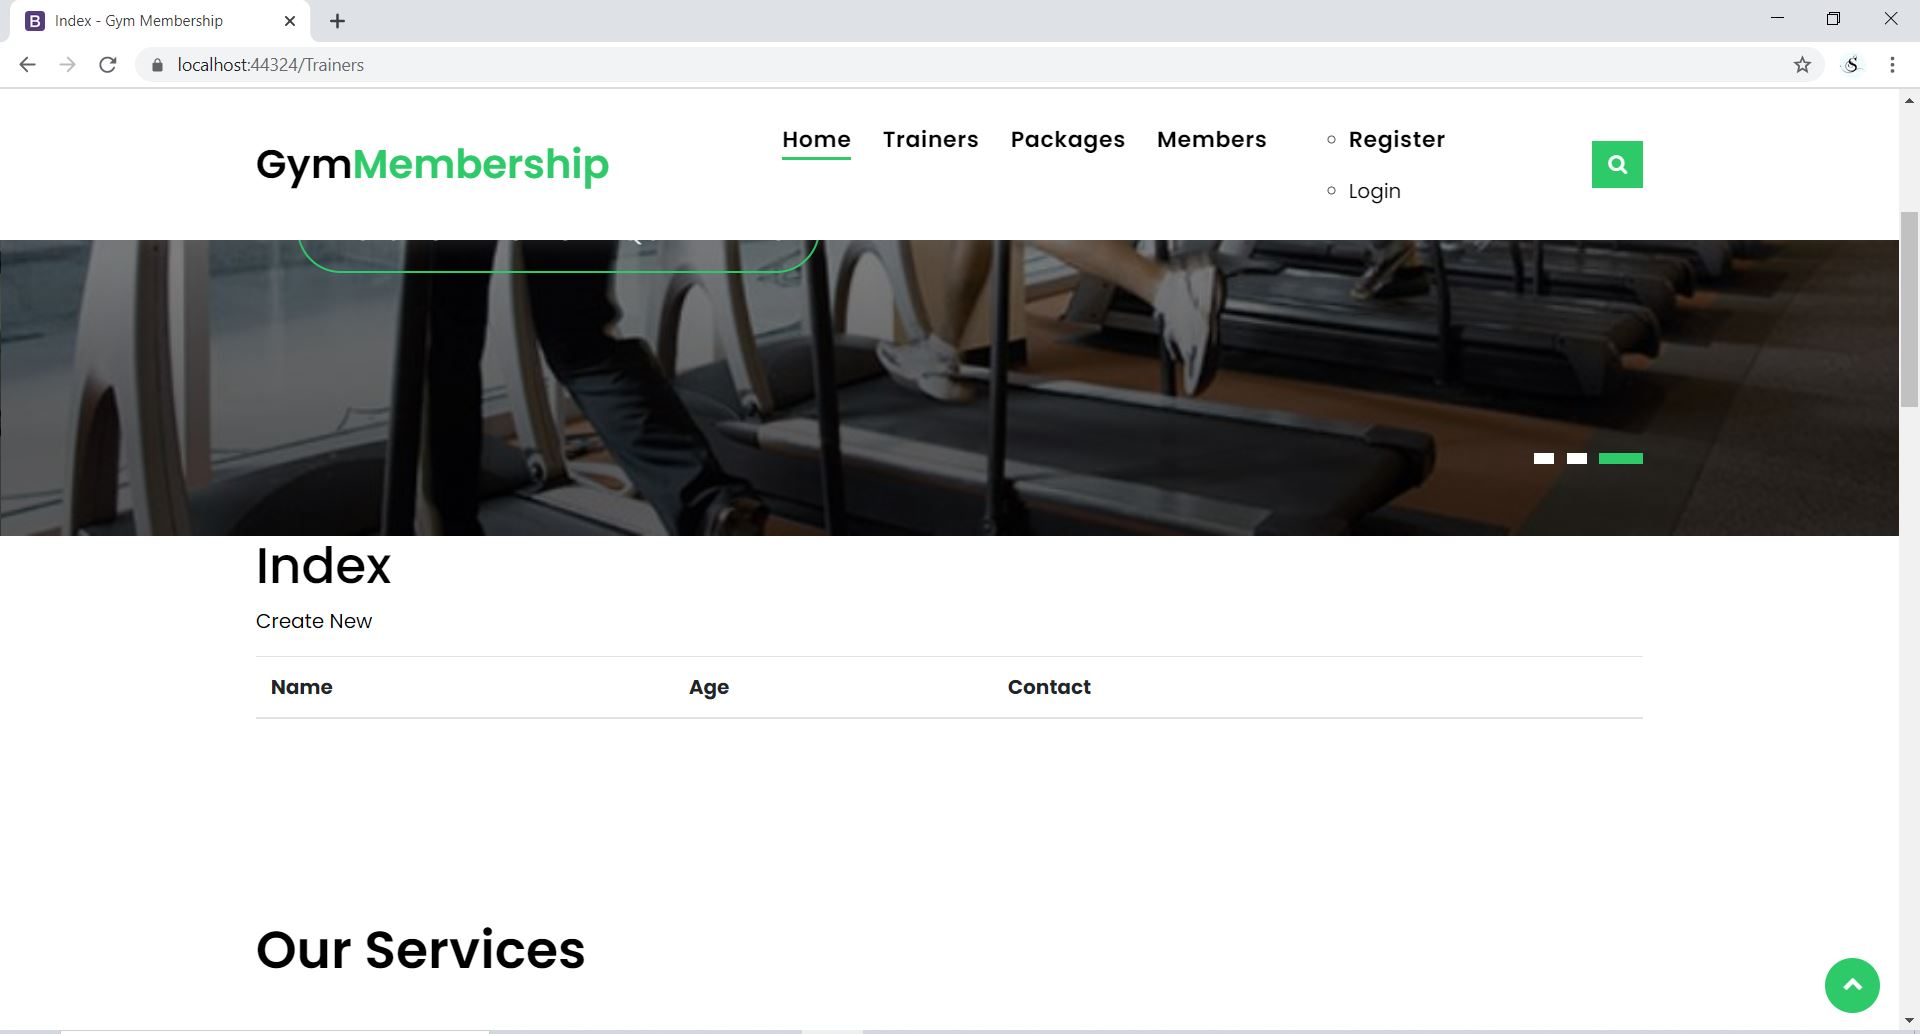 Index - Gym Membership
localhost:44324/Trainers
GymMembership
Home Trainers Packages Members
Register
Login
Index
Create New
Name Age Contact
Our Services